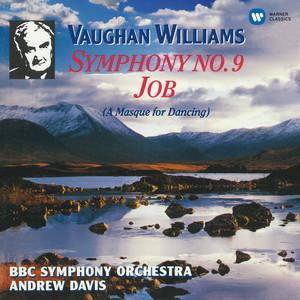 WARNER
CLASSICS
VAUGHAN WILLIAMS
SYMPHONY NO. 9
JOB
(A Masque for Dancing)
BBC SYMPHONY ORCHESTRA
ANDREW DAVIS